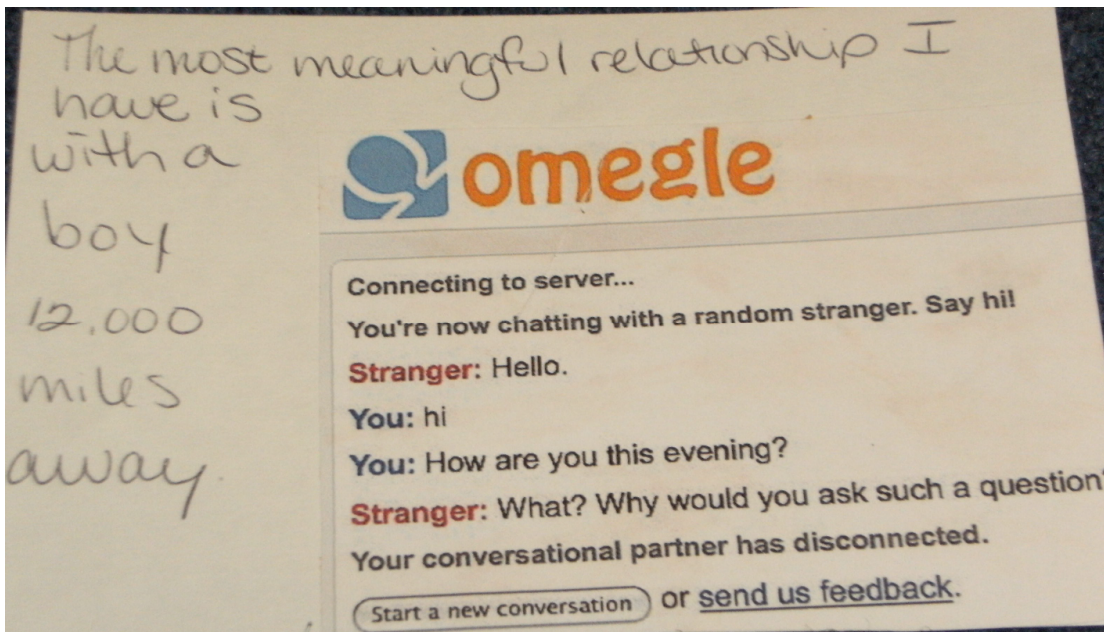 The most meaningful relationship I
have is
with a
boy
12,000
miles
away.
omegle
Connecting to server...
You're now chatting with a random stranger. Say hi!
Stranger: Hello.
You: hi
You: How are you this evening?
Stranger: What? Why would you ask such a question?
Your conversational partner has disconnected.
Start a new conversation or send us feedback.